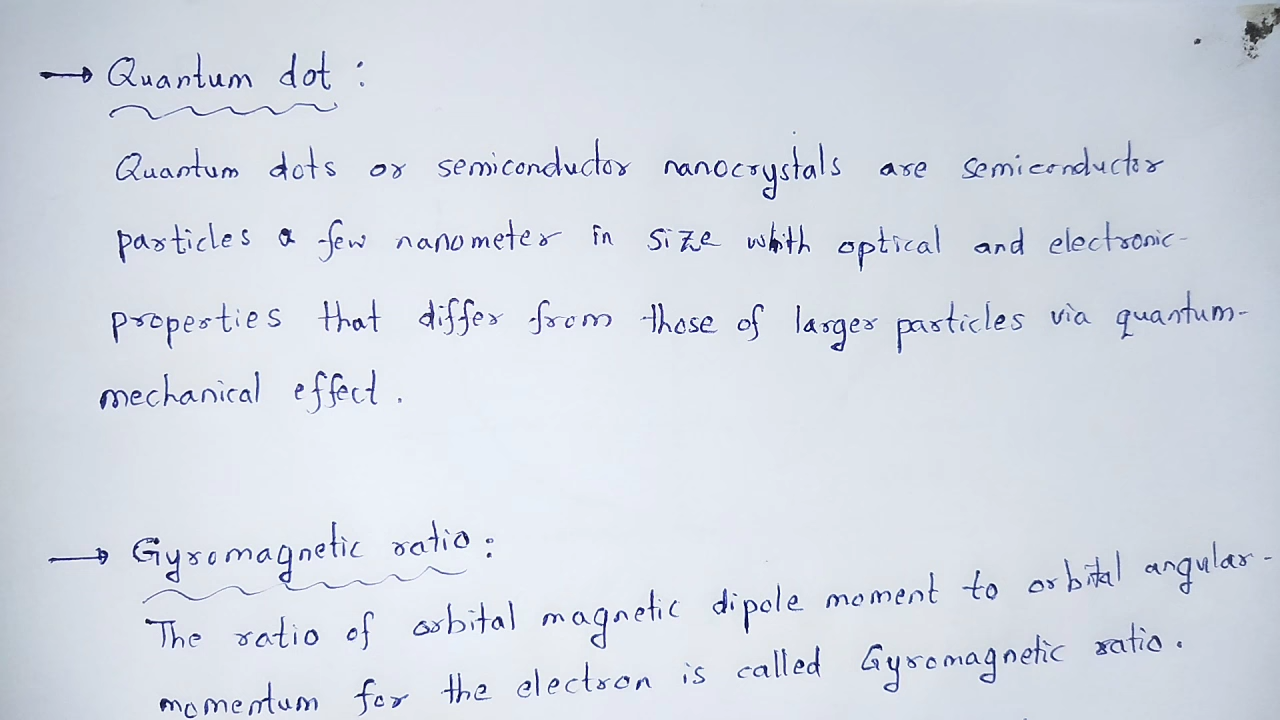 → Quantum dot :
Quantum dots or semiconductor nanocrystals are semiconductor
particles a few nanometer in size with optical and electronic-
properties that differ from those of larger particles via quantum-
mechanical effect.
→ Gyromagnetic ratio :
The ratio of orbital magnetic dipole moment to orbital angular-
momentum for the electron is called Gyromagnetic ratio.